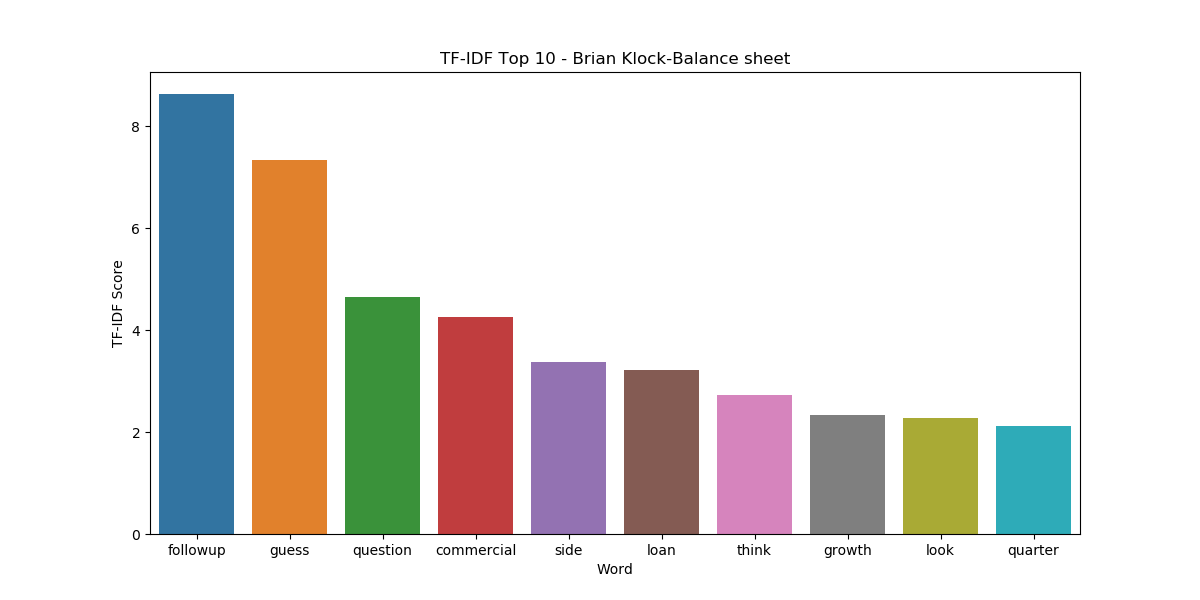 TF-IDF Top 10 - Brian Klock-Balance sheet
TF-IDF Score
8
6
4
2
0
followup guess question commercial side loan think growth look quarter
Word